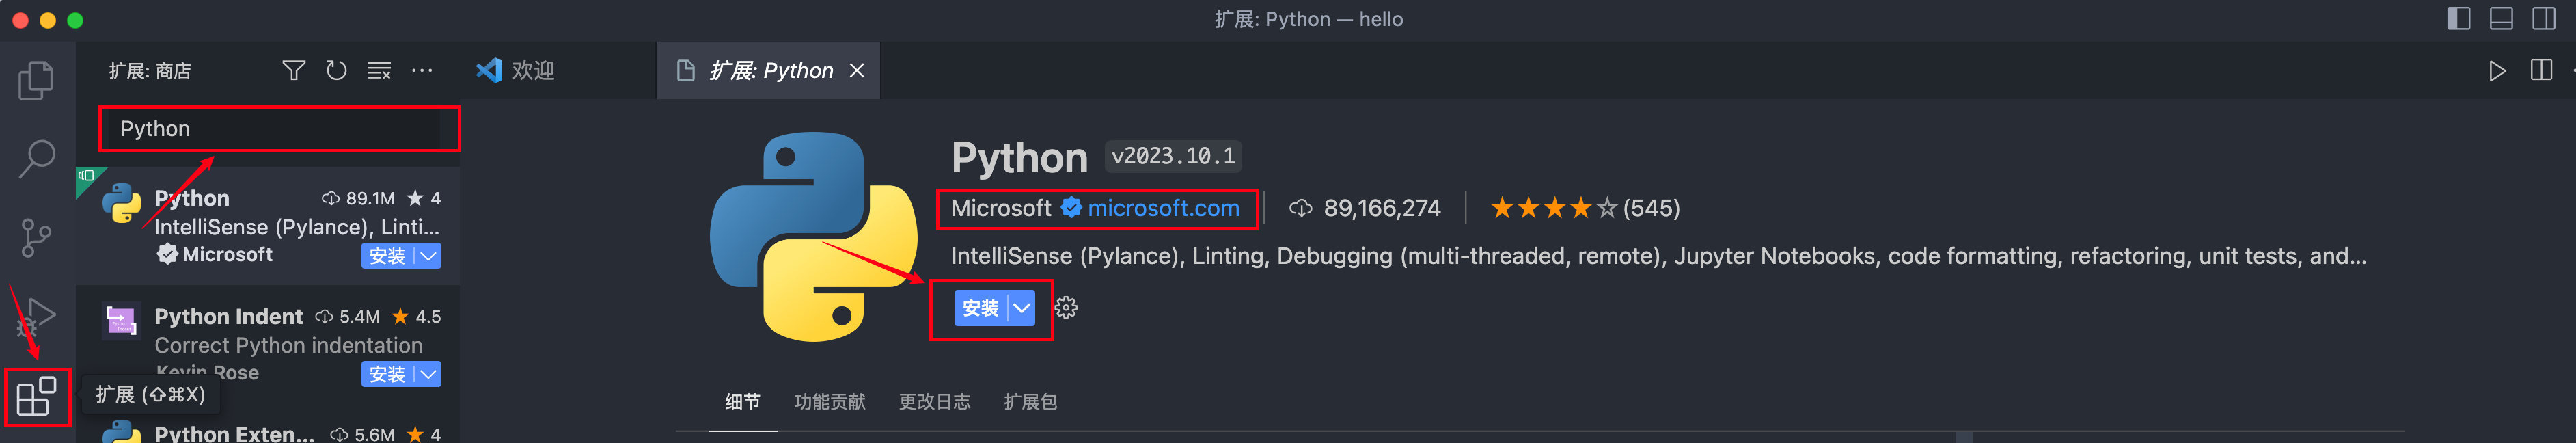 扩展: Python — hello
扩展: 商店
欢迎
扩展: Python
Python
Python 89.1M ★ 4
IntelliSense (Pylance), Linti...
Microsoft 安装
Python Indent 5.4M ★ 4.5
Correct Python indentation
Kevin Rose 安装
扩展 (⇧⌘X)
Python Exten... 5.6M ★ 4
Python v2023.10.1
Microsoft microsoft.com 89,166,274 ★★★★☆(545)
IntelliSense (Pylance), Linting, Debugging (multi-threaded, remote), Jupyter Notebooks, code formatting, refactoring, unit tests, and...
安装
细节 功能贡献 更改日志 扩展包